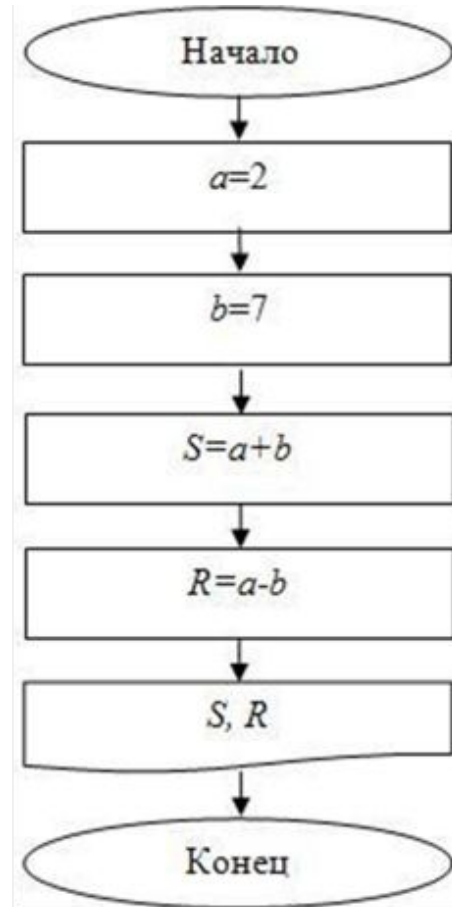 Начало
a=2
b=7
S=a+b
R=a-b
S, R
Конец